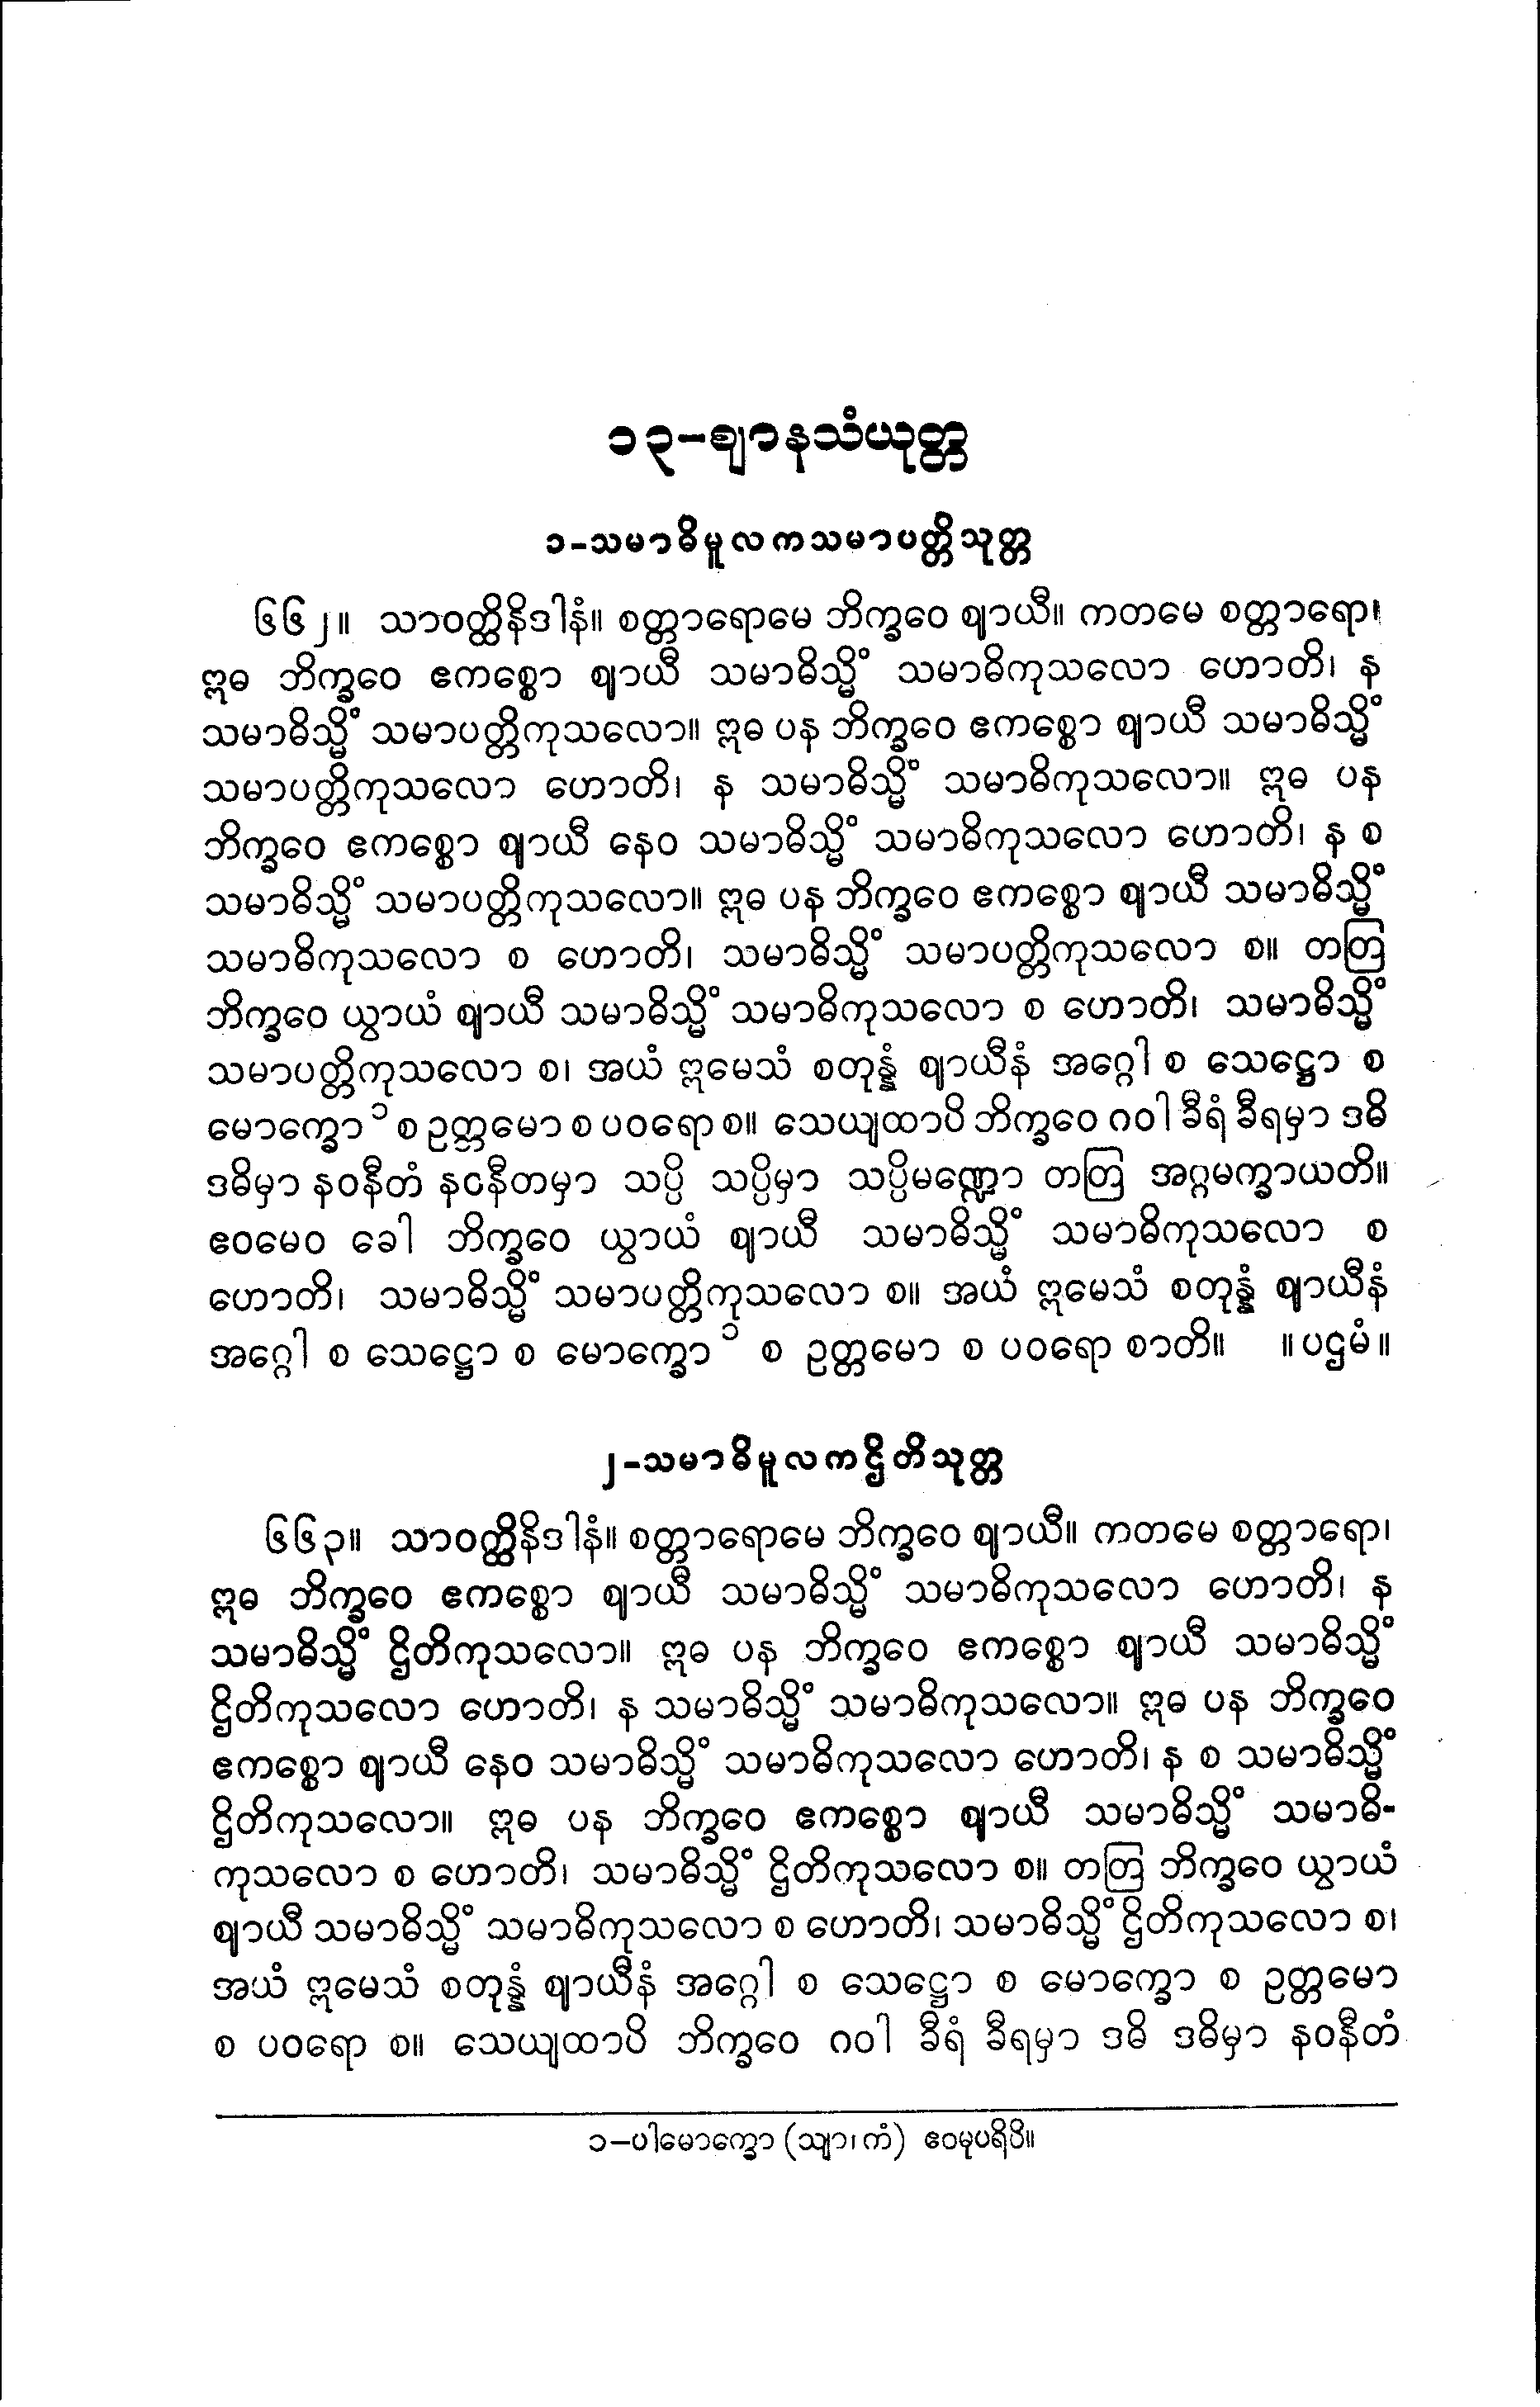 ၁၃–ဈာနသံယုတ္တ
၁–သမာဓိမူလကသမာပတ္တိသုတ္တ
၆၆၂။ သာဝတ္ထိနိဒါနံ။ စတ္တာရောမေ ဘိက္ခဝေ ဈာယီ။ ကတမေ စတ္တာရော၊
ဣဓ ဘိက္ခဝေ ဧကစ္စော ဈာယီ သမာဓိသ္မိံ သမာဓိကုသလော ဟောတိ၊ န
သမာဓိသ္မိံ သမာပတ္တိကုသလော။ ဣဓ ပန ဘိက္ခဝေ ဧကစ္စော ဈာယီ သမာဓိသ္မိံ
သမာပတ္တိကုသလော ဟောတိ၊ န သမာဓိသ္မိံ သမာဓိကုသလော။ ဣဓ ပန
ဘိက္ခဝေ ဧကစ္စော ဈာယီ နေဝ သမာဓိသ္မိံ သမာဓိကုသလော ဟောတိ၊ န စ
သမာဓိသ္မိံ သမာပတ္တိကုသလော။ ဣဓ ပန ဘိက္ခဝေ ဧကစ္စော ဈာယီ သမာဓိသ္မိံ
သမာဓိကုသလော စ ဟောတိ၊ သမာဓိသ္မိံ သမာပတ္တိကုသလော စ။ တတြ
ဘိက္ခဝေ ယွာယံ ဈာယီ သမာဓိသ္မိံ သမာဓိကုသလော စ ဟောတိ၊ သမာဓိသ္မိံ
သမာပတ္တိကုသလော စ၊ အယံ ဣမေသံ စတုန္နံ ဈာယီနံ အဂ္ဂေါ စ သေဋ္ဌော စ
မောက္ခော ၁ စ ဥတ္တမော စ ပဝရော စ။ သေယျထာပိ ဘိက္ခဝေ ဂဝါ ခီရံ ခီရမှာ ဒဓိ
ဒဓိမှာ နဝနီတံ နဝနီတမှာ သပ္ပိ သပ္ပိမှာ သပ္ပိမဏ္ဍော တတြ အဂ္ဂမက္ခာယတိ။
ဧဝမေဝ ခေါ ဘိက္ခဝေ ယွာယံ ဈာယီ သမာဓိသ္မိံ သမာဓိကုသလော စ
ဟောတိ၊ သမာဓိသ္မိံ သမာပတ္တိကုသလော စ။ အယံ ဣမေသံ စတုန္နံ ဈာယီနံ
အဂ္ဂေါ စ သေဋ္ဌော စ မောက္ခော ၁ စ ဥတ္တမော စ ပဝရော စာတိ။ ။ပဌမံ။
၂–သမာဓိမူလကဌိတိသုတ္တ
၆၆၃။ သာဝတ္ထိနိဒါနံ။ စတ္တာရောမေ ဘိက္ခဝေ ဈာယီ။ ကတမေ စတ္တာရော၊
ဣဓ ဘိက္ခဝေ ဧကစ္စော ဈာယီ သမာဓိသ္မိံ သမာဓိကုသလော ဟောတိ၊ န
သမာဓိသ္မိံ ဌိတိကုသလော။ ဣဓ ပန ဘိက္ခဝေ ဧကစ္စော ဈာယီ သမာဓိသ္မိံ
ဌိတိကုသလော ဟောတိ၊ န သမာဓိသ္မိံ သမာဓိကုသလော။ ဣဓ ပန ဘိက္ခဝေ
ဧကစ္စော ဈာယီ နေဝ သမာဓိသ္မိံ သမာဓိကုသလော ဟောတိ၊ န စ သမာဓိသ္မိံ
ဌိတိကုသလော။ ဣဓ ပန ဘိက္ခဝေ ဧကစ္စော ဈာယီ သမာဓိသ္မိံ သမာဓိ-
ကုသလော စ ဟောတိ၊ သမာဓိသ္မိံ ဌိတိကုသလော စ။ တတြ ဘိက္ခဝေ ယွာယံ
ဈာယီ သမာဓိသ္မိံ သမာဓိကုသလော စ ဟောတိ၊ သမာဓိသ္မိံ ဌိတိကုသလော စ၊
အယံ ဣမေသံ စတုန္နံ ဈာယီနံ အဂ္ဂေါ စ သေဋ္ဌော စ မောက္ခော စ ဥတ္တမော
စ ပဝရော စ။ သေယျထာပိ ဘိက္ခဝေ ဂဝါ ခီရံ ခီရမှာ ဒဓိ ဒဓိမှာ နဝနီတံ
၁–ပါမောက္ခော (သျာ၊ ကံ) ဧဝမုပရိပိ။